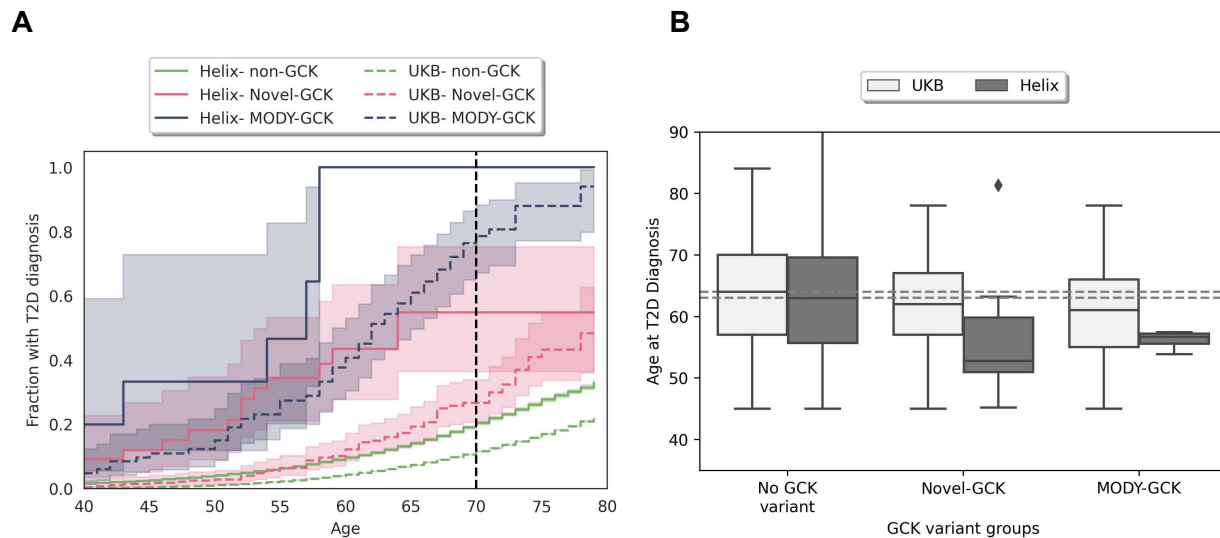 A
Helix- non-GCK
UKB- non-GCK
Helix- Novel-GCK
UKB- Novel-GCK
Helix- MODY-GCK
UKB- MODY-GCK
Fraction with T2D diagnosis
1.0
0.8
0.6
0.4
0.2
0.0
40 45 50 55 60 65 70 75 80
Age
B
UKB
Helix
Age at T2D Diagnosis
90
80
70
60
50
40
No GCK
variant
Novel-GCK
MODY-GCK
GCK variant groups